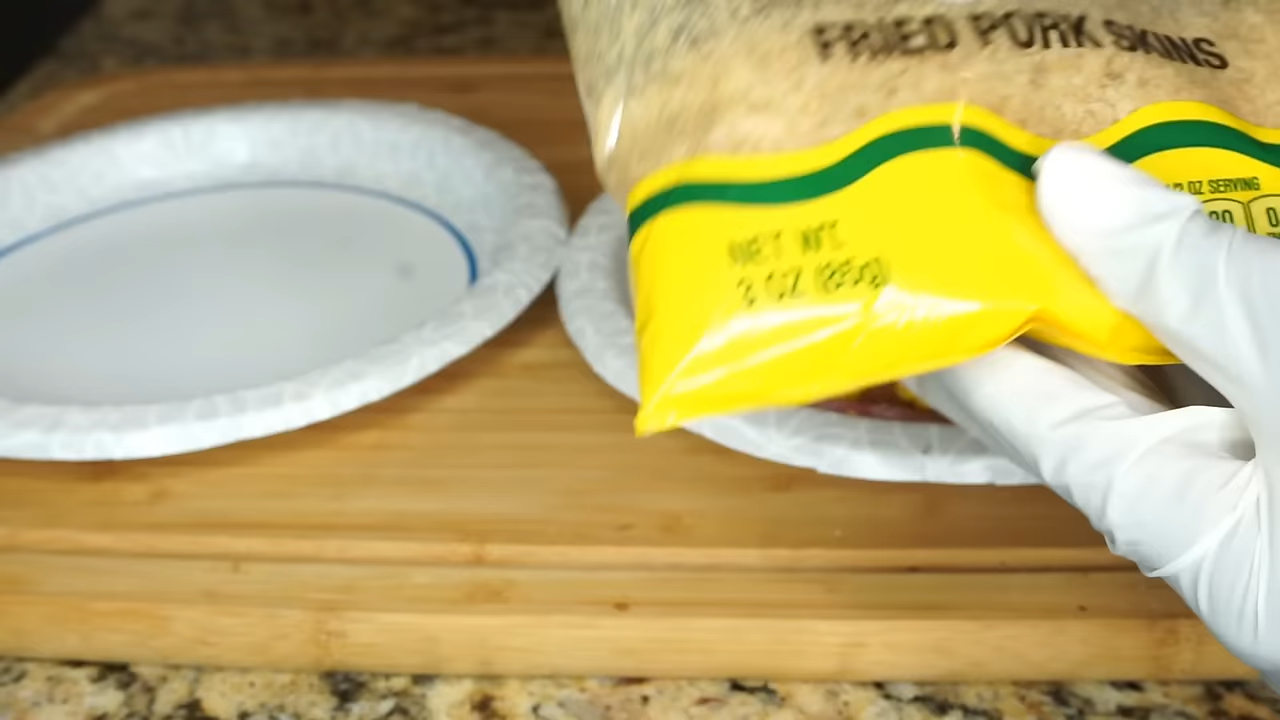 FRIED PORK SKINS
NET WT.
3 OZ (85g)
OZ SERVING